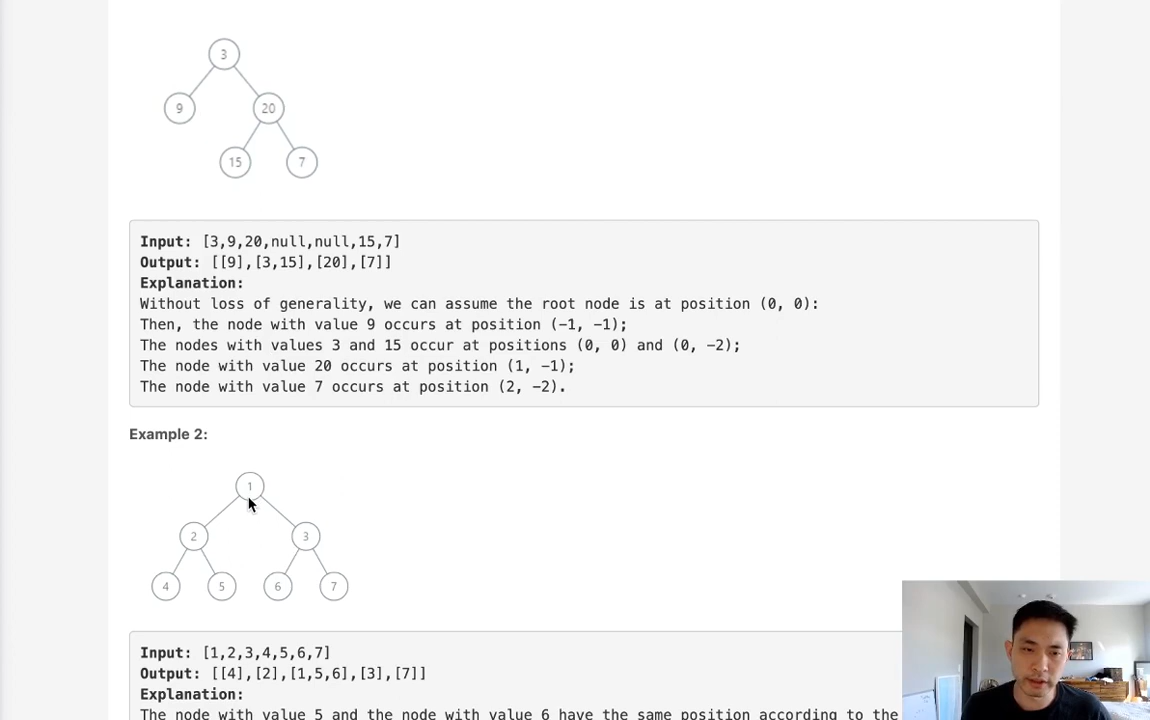 3
9
20
15
7
Input: [3,9,20,null,null,15,7]
Output: [[9],[3,15],[20],[7]]
Explanation:
Without loss of generality, we can assume the root node is at position (0, 0):
Then, the node with value 9 occurs at position (-1, -1);
The nodes with values 3 and 15 occur at positions (0, 0) and (0, -2);
The node with value 20 occurs at position (1, -1);
The node with value 7 occurs at position (2, -2).
Example 2:
1
2
3
4
5
6
7
Input: [1,2,3,4,5,6,7]
Output: [[4],[2],[1,5,6],[3],[7]]
Explanation:
The node with value 5 and the node with value 6 have the same position according to the